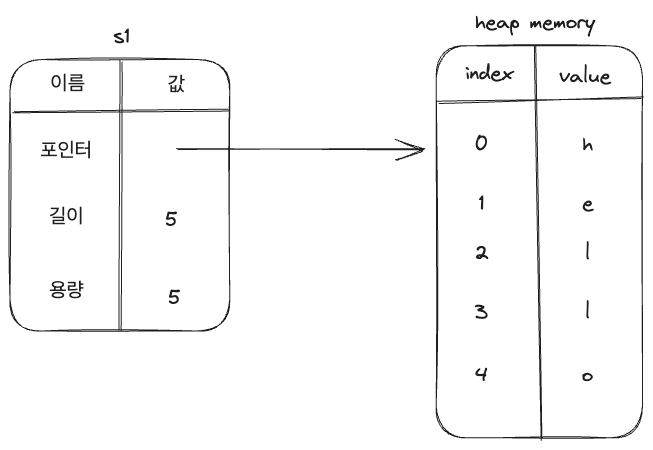 s1
이름 값
포인터
길이 5
용량 5
heap memory
index value
0 h
1 e
2 l
3 l
4 o